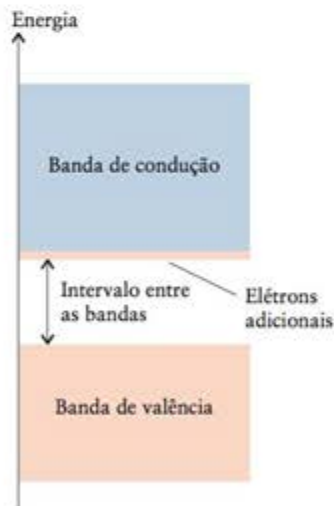 Energia
Banda de condução
Intervalo entre
as bandas
Elétrons
adicionais
Banda de valência